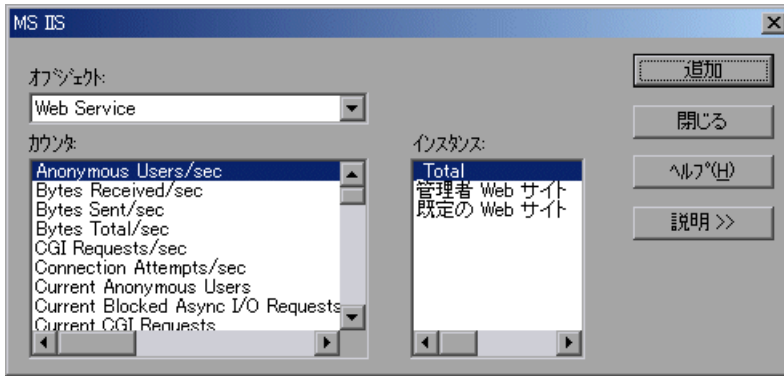 MS IIS
オブジェクト:
Web Service
カウンタ:
Anonymous Users/sec
Bytes Received/sec
Bytes Sent/sec
Bytes Total/sec
CGI Requests/sec
Connection Attempts/sec
Current Anonymous Users
Current Blocked Async I/O Requests
Current CGI Requests
インスタンス:
_Total
管理者 Web サイト
既定の Web サイト
追加
閉じる
ヘルプ(H)
説明 >>